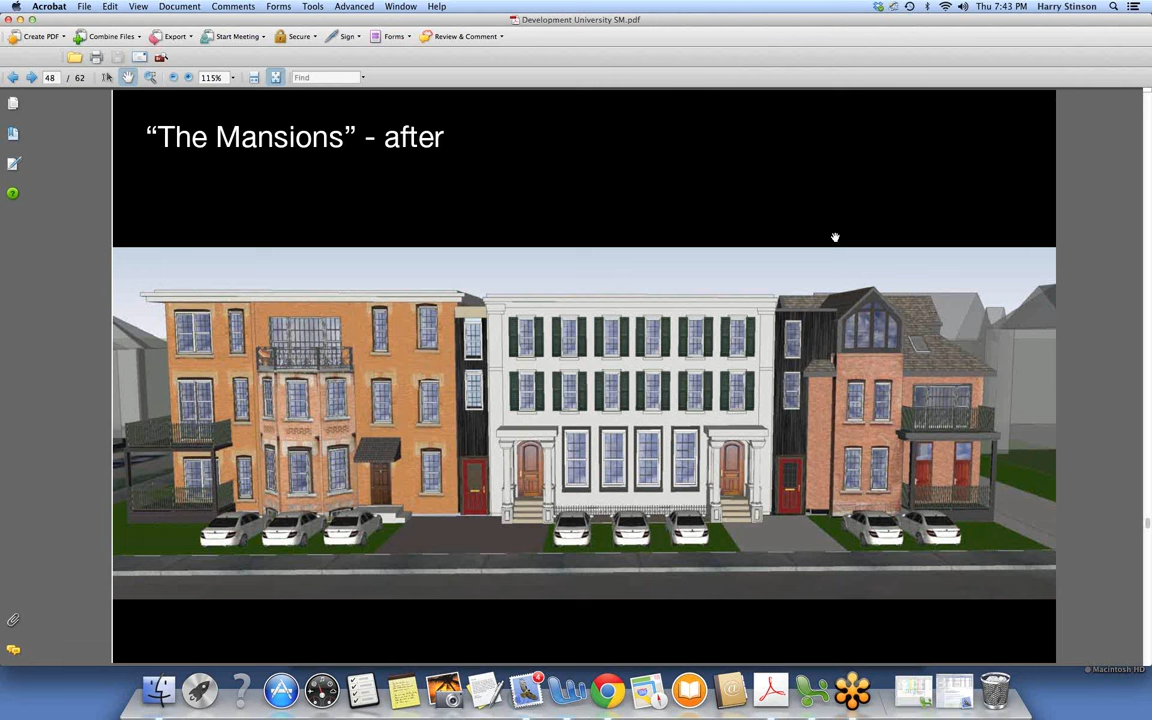 Acrobat File Edit View Document Comments Forms Tools Advanced Window Help Thu 7:43 PM Harry Stinson
Development University SM.pdf
Create PDF Combine Files Export Start Meeting Secure Sign Forms Review & Comment
48 / 62 115% Find
“The Mansions” - after
Macintosh HD
4